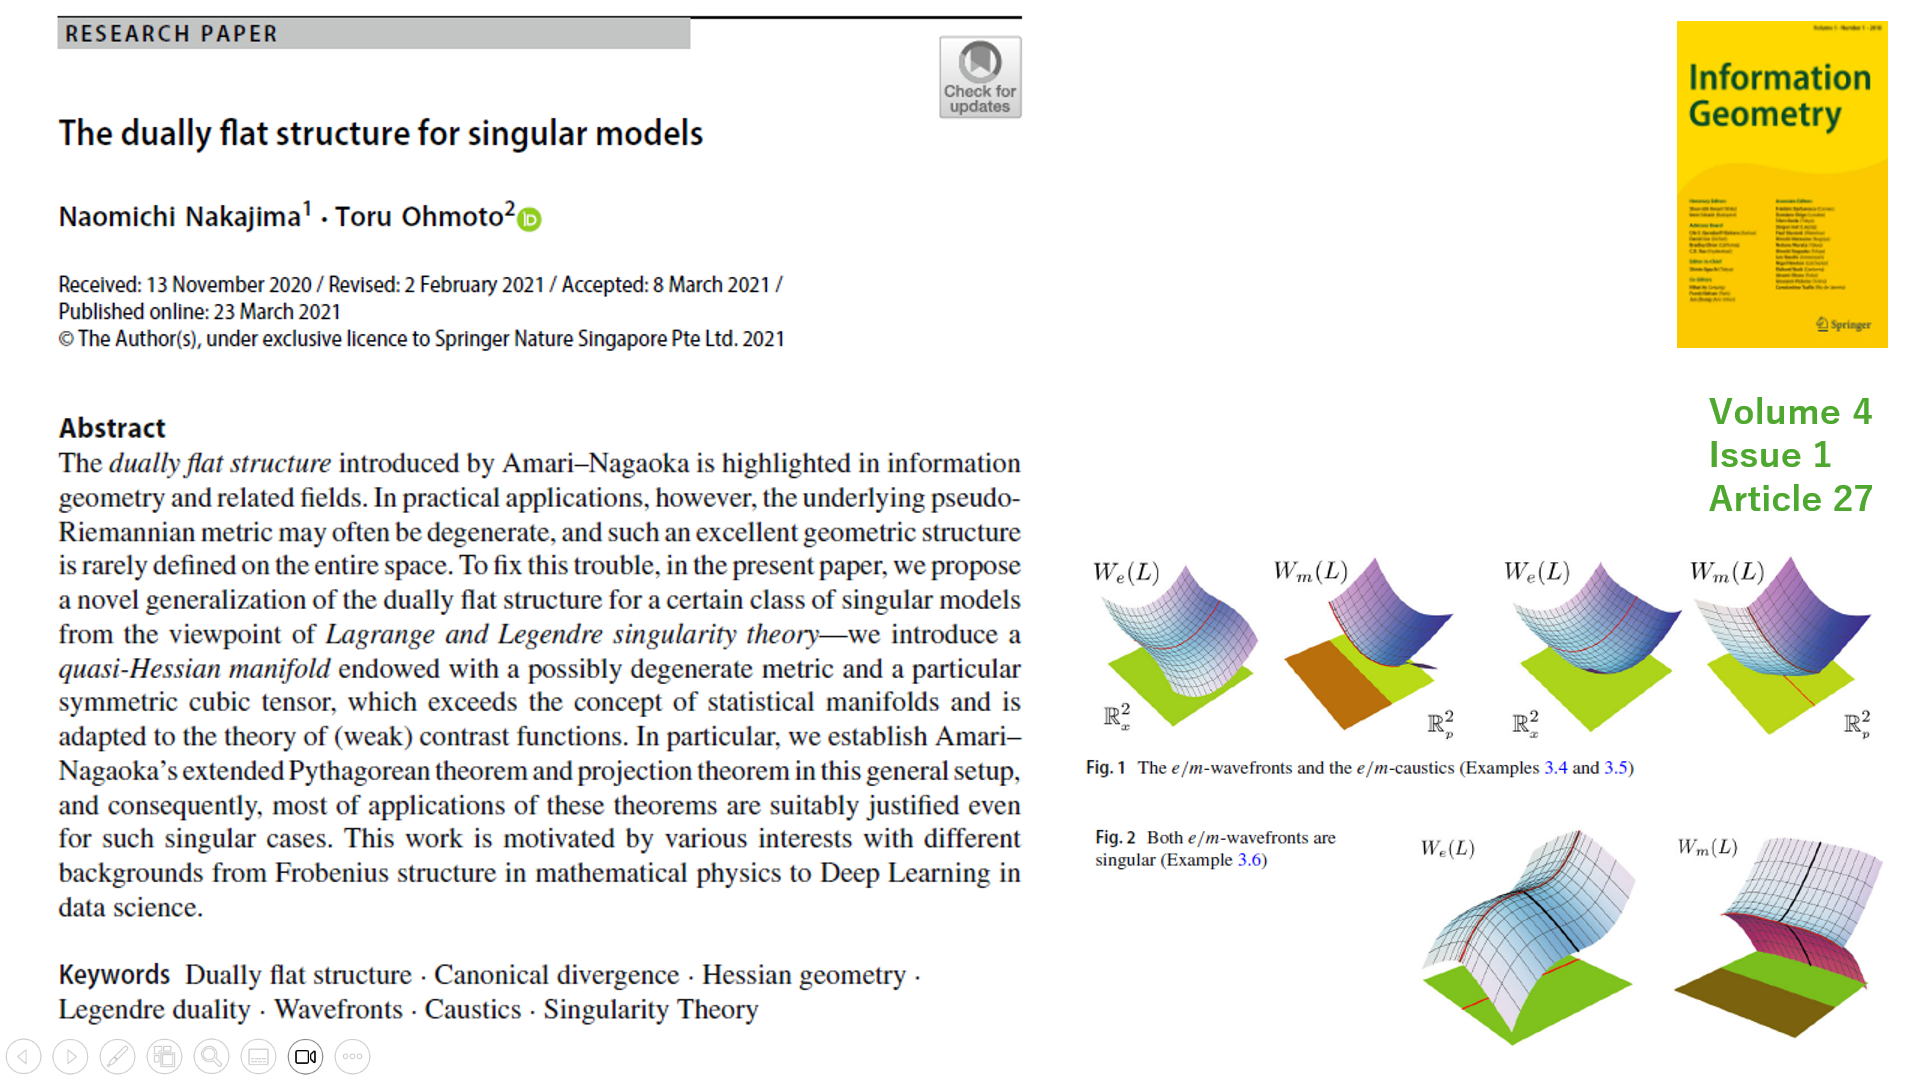 RESEARCH PAPER
Check for
updates
The dually flat structure for singular models
Naomichi Nakajima1 · Toru Ohmoto2
iD
Received: 13 November 2020 / Revised: 2 February 2021 / Accepted: 8 March 2021 /
Published online: 23 March 2021
© The Author(s), under exclusive licence to Springer Nature Singapore Pte Ltd. 2021
Abstract
The dually flat structure introduced by Amari–Nagaoka is highlighted in information
geometry and related fields. In practical applications, however, the underlying pseudo-
Riemannian metric may often be degenerate, and such an excellent geometric structure
is rarely defined on the entire space. To fix this trouble, in the present paper, we propose
a novel generalization of the dually flat structure for a certain class of singular models
from the viewpoint of Lagrange and Legendre singularity theory—we introduce a
quasi-Hessian manifold endowed with a possibly degenerate metric and a particular
symmetric cubic tensor, which exceeds the concept of statistical manifolds and is
adapted to the theory of (weak) contrast functions. In particular, we establish Amari–
Nagaoka's extended Pythagorean theorem and projection theorem in this general setup,
and consequently, most of applications of these theorems are suitably justified even
for such singular cases. This work is motivated by various interests with different
backgrounds from Frobenius structure in mathematical physics to Deep Learning in
data science.
Keywords Dually flat structure · Canonical divergence · Hessian geometry ·
Legendre duality · Wavefronts · Caustics · Singularity Theory
Volume 1 · Number 1 · 2018
Information
Geometry
Springer
Volume 4
Issue 1
Article 27
We(L) Wm(L) We(L) Wm(L)
ℝ²x ℝ²p ℝ²x ℝ²p
Fig. 1 The e/m-wavefronts and the e/m-caustics (Examples 3.4 and 3.5)
Fig. 2 Both e/m-wavefronts are
singular (Example 3.6)
We(L) Wm(L)